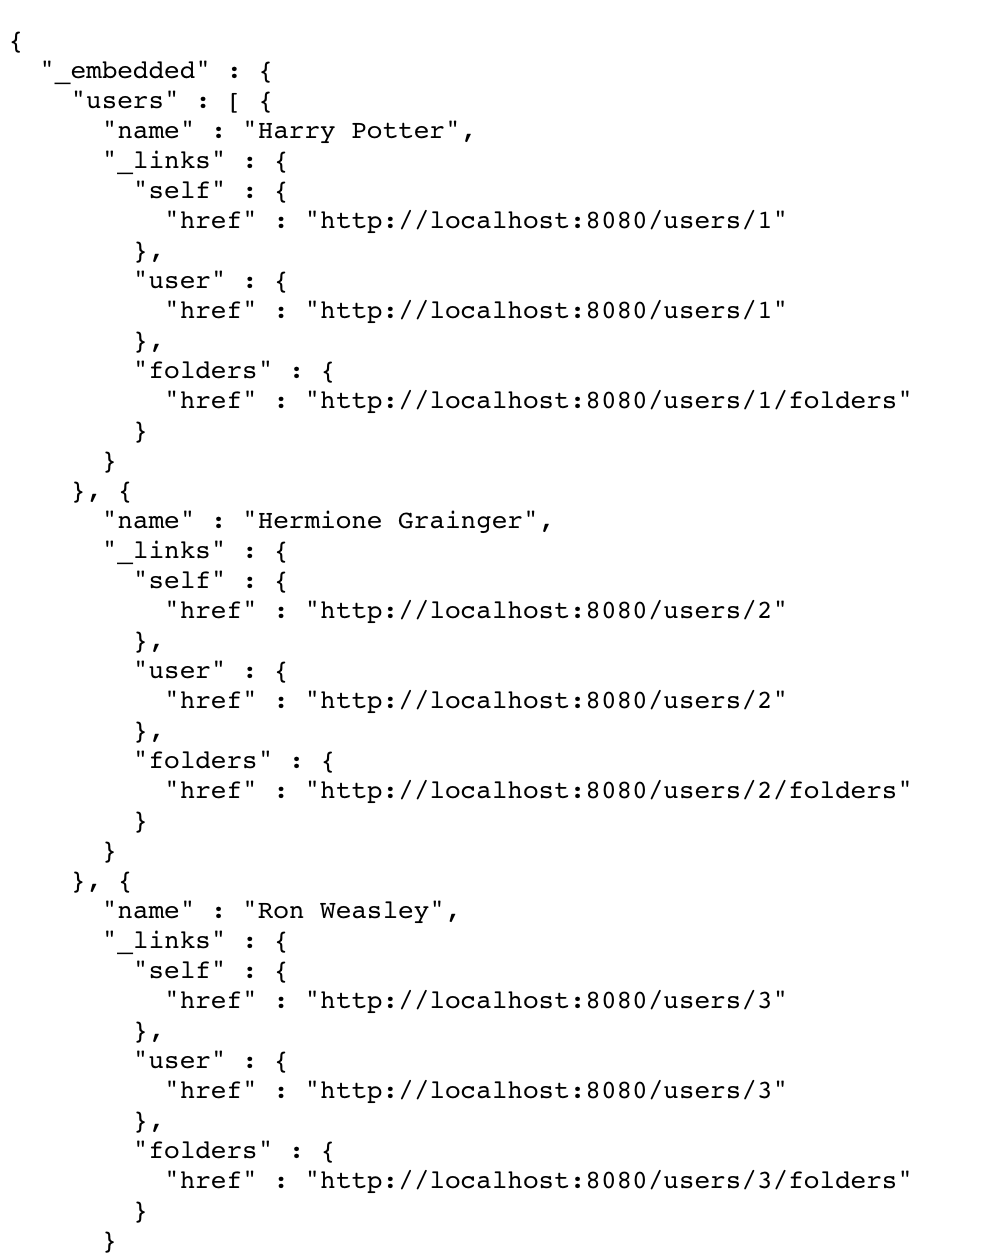 {
  "_embedded" : {
    "users" : [ {
      "name" : "Harry Potter",
      "_links" : {
        "self" : {
          "href" : "http://localhost:8080/users/1"
        },
        "user" : {
          "href" : "http://localhost:8080/users/1"
        },
        "folders" : {
          "href" : "http://localhost:8080/users/1/folders"
        }
      }
    }, {
      "name" : "Hermione Grainger",
      "_links" : {
        "self" : {
          "href" : "http://localhost:8080/users/2"
        },
        "user" : {
          "href" : "http://localhost:8080/users/2"
        },
        "folders" : {
          "href" : "http://localhost:8080/users/2/folders"
        }
      }
    }, {
      "name" : "Ron Weasley",
      "_links" : {
        "self" : {
          "href" : "http://localhost:8080/users/3"
        },
        "user" : {
          "href" : "http://localhost:8080/users/3"
        },
        "folders" : {
          "href" : "http://localhost:8080/users/3/folders"
        }
      }